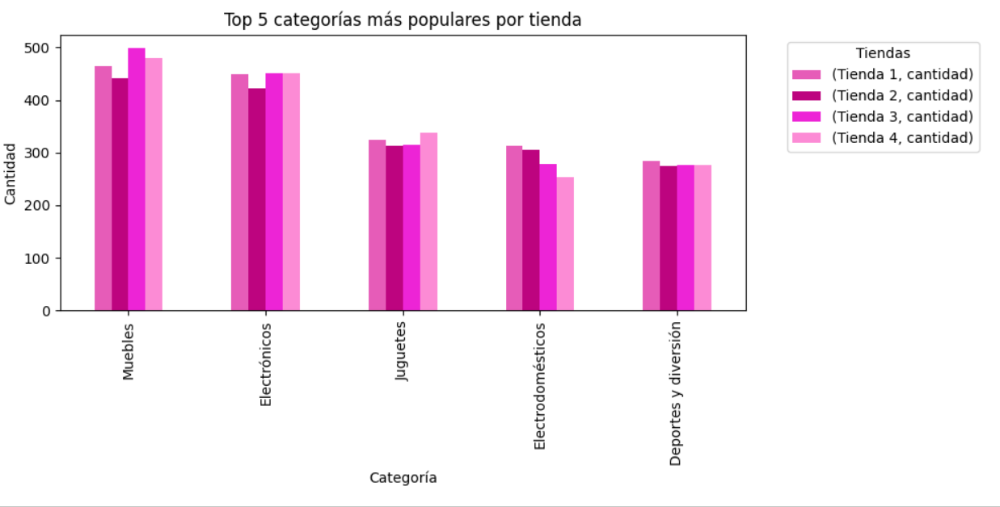 Top 5 categorías más populares por tienda
Tiendas
(Tienda 1, cantidad)
(Tienda 2, cantidad)
(Tienda 3, cantidad)
(Tienda 4, cantidad)
Cantidad
500
400
300
200
100
0
Muebles
Electrónicos
Juguetes
Electrodomésticos
Deportes y diversión
Categoría